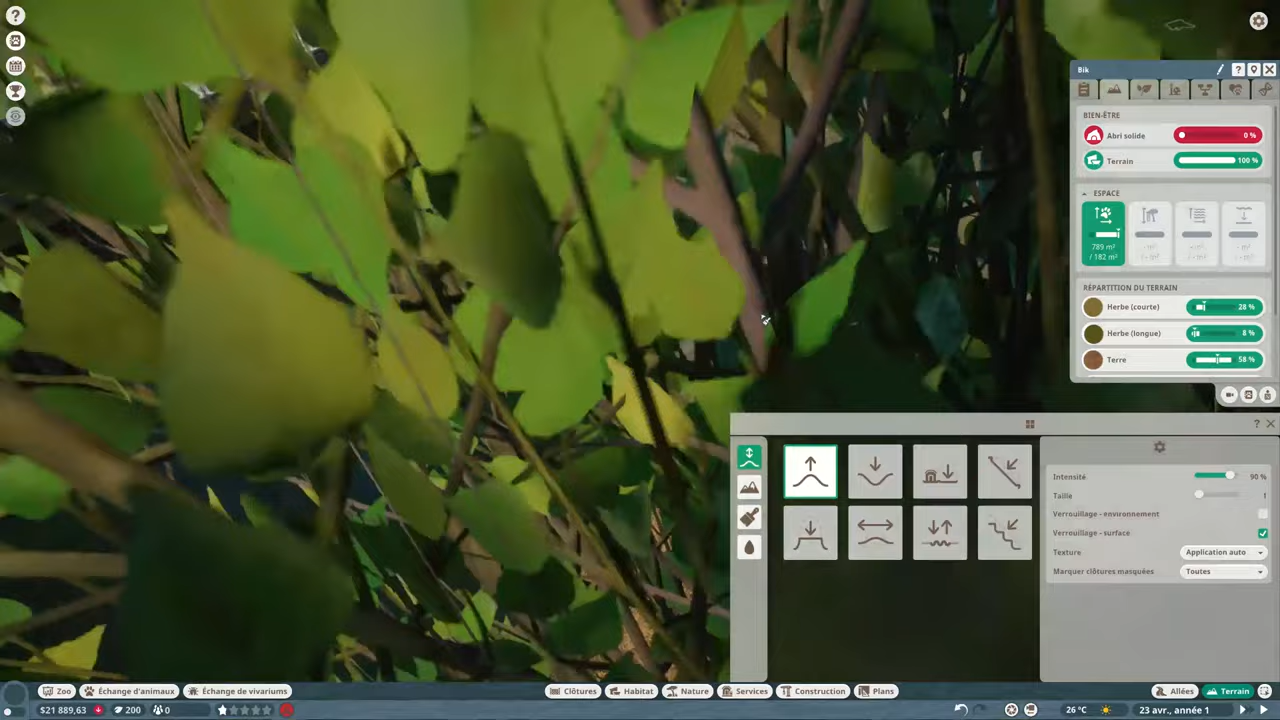 Bik
BIEN-ÊTRE
Abri solide 0 %
Terrain 100 %
ESPACE
789 m²
/ 182 m²
RÉPARTITION DU TERRAIN
Herbe (courte) 28 %
Herbe (longue) 8 %
Terre 58 %
Intensité 90 %
Taille 1
Verrouillage - environnement
Verrouillage - surface
Texture Application auto
Marquer clôtures masquées Toutes
Zoo Échange d'animaux Échange de vivariums Clôtures Habitat Nature Services Construction Plans Allées Terrain
$21 889,63 200 0 26 °C 23 avr., année 1